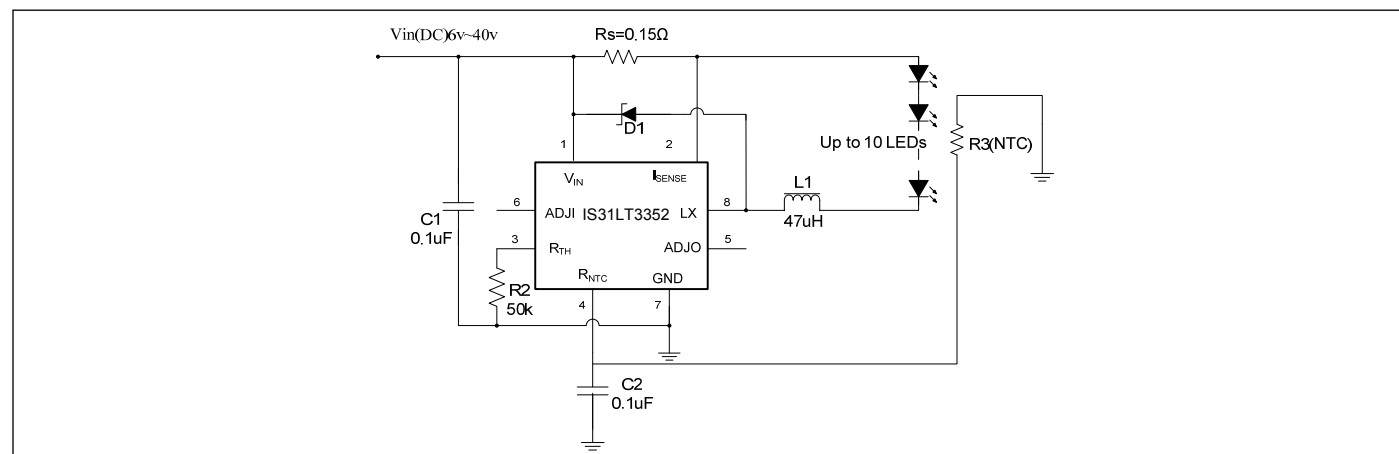 Vin(DC)6v~40v
Rs=0.15Ω
D1
1
2
Up to 10 LEDs
R3(NTC)
VIN
ISENSE
L1
6
ADJI
IS31LT3352
LX
8
C1
0.1uF
47uH
3
RTH
ADJO
5
RNTC
GND
R2
50k
4
7
C2
0.1uF